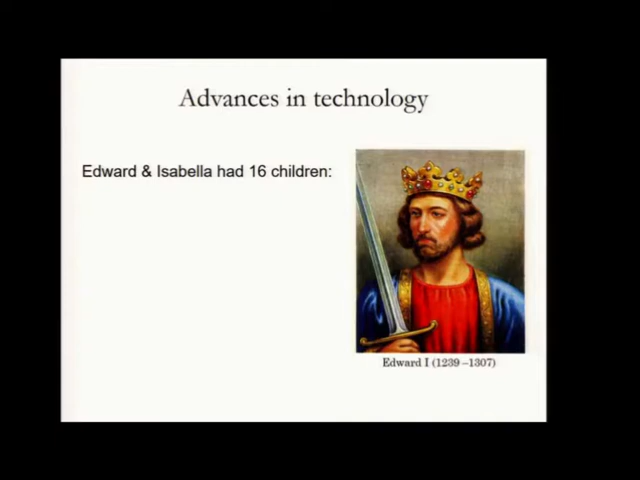 Advances in technology
Edward & Isabella had 16 children:
Edward I (1239 –1307)